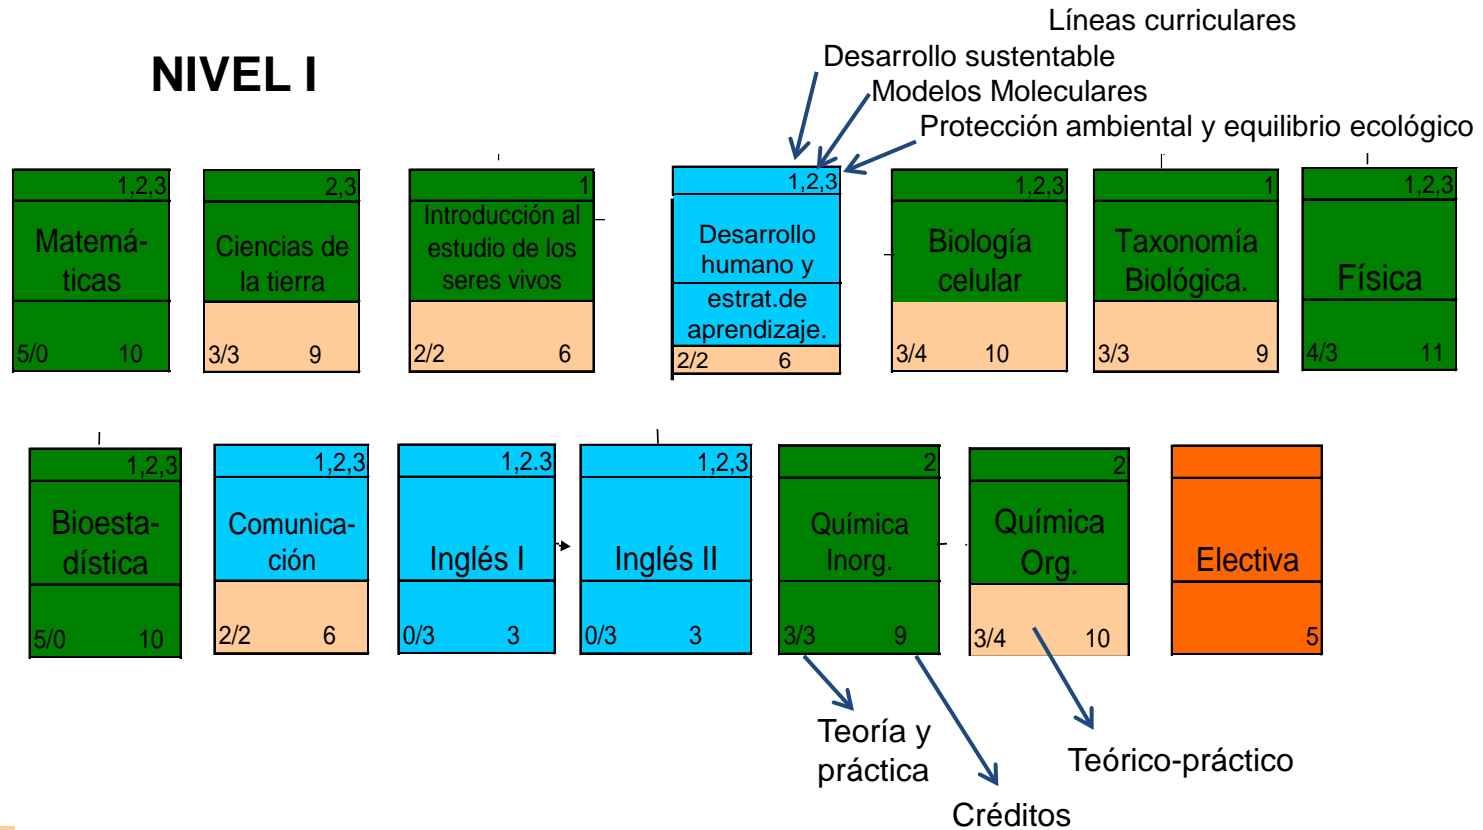 Líneas curriculares
Desarrollo sustentable
NIVEL I
Modelos Moleculares
Protección ambiental y equilibrio ecológico
1,2,3
Matemá-
ticas
5/0 10
2,3
Ciencias de
la tierra
3/3 9
1
Introducción al
estudio de los
seres vivos
2/2 6
1,2,3
Desarrollo
humano y
estrat.de
aprendizaje.
2/2 6
1,2,3
Biología
celular
3/4 10
1
Taxonomía
Biológica.
3/3 9
1,2,3
Física
4/3 11
1,2,3
Bioesta-
dística
5/0 10
1,2,3
Comunica-
ción
2/2 6
1,2.3
Inglés I
0/3 3
1,2,3
Inglés II
0/3 3
2
Química
Inorg.
3/3 9
2
Química
Org.
3/4 10
Electiva
5
Teoría y
práctica
Teórico-práctico
Créditos